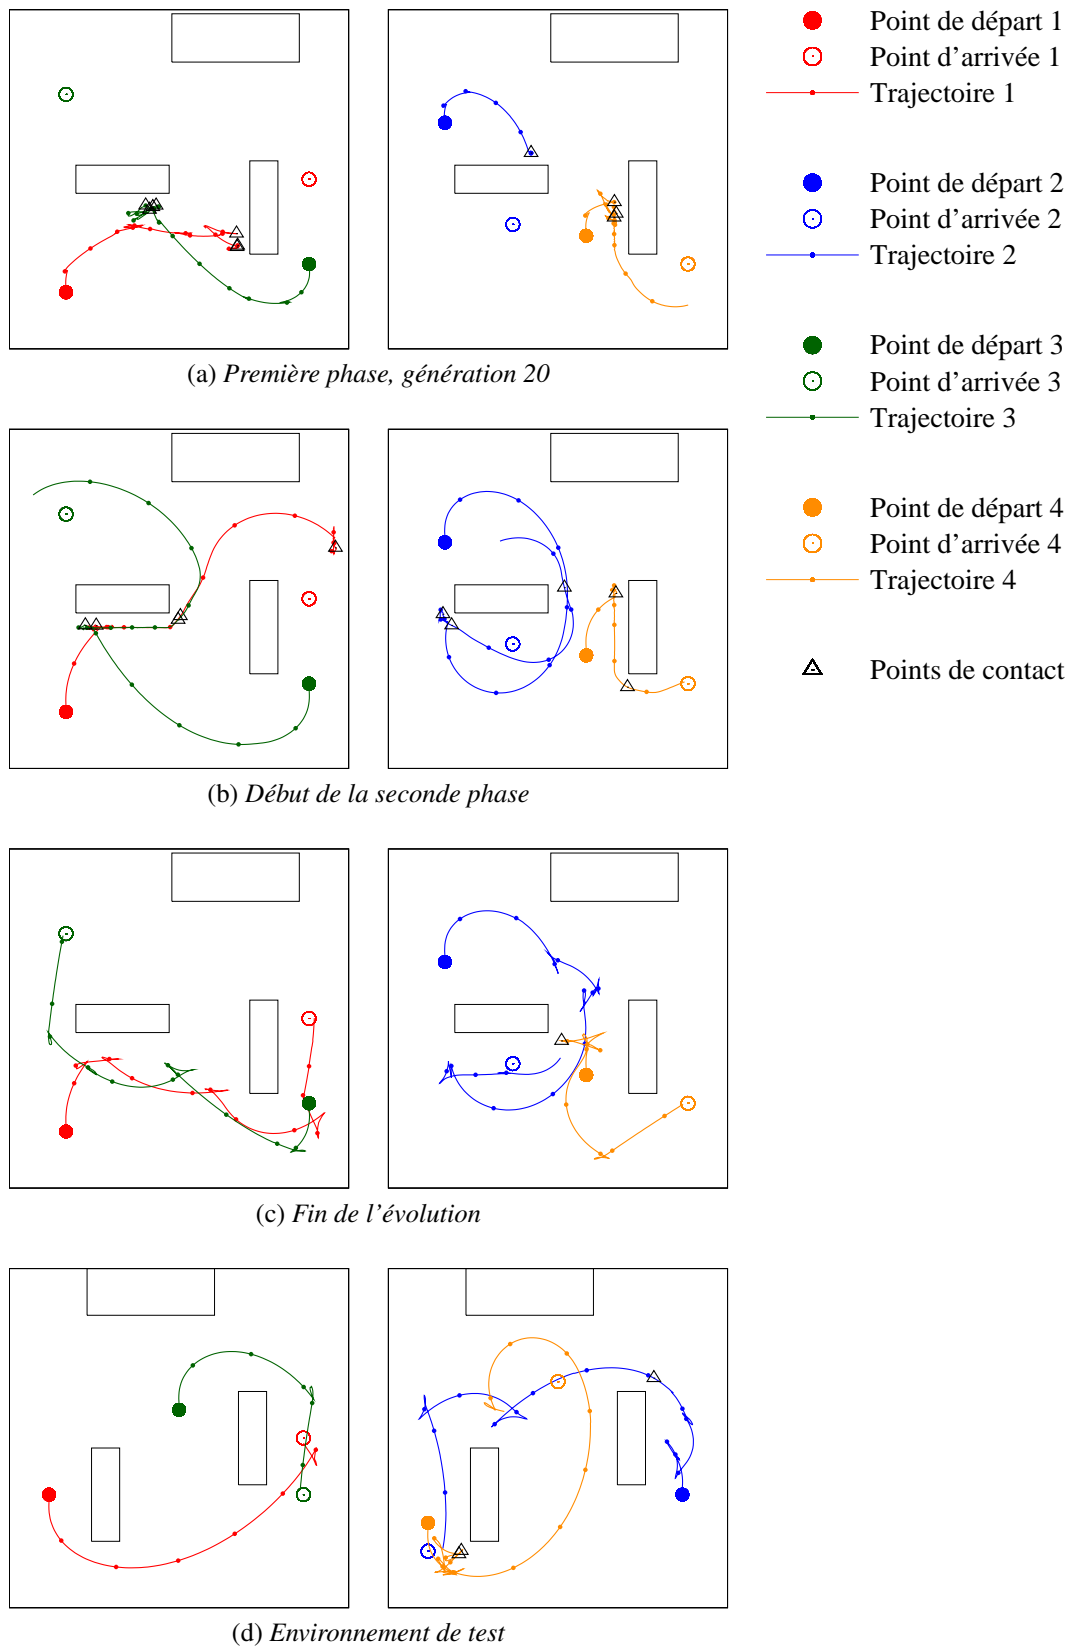 Point de départ 1
Point d'arrivée 1
Trajectoire 1
Point de départ 2
Point d'arrivée 2
Trajectoire 2
Point de départ 3
Point d'arrivée 3
Trajectoire 3
Point de départ 4
Point d'arrivée 4
Trajectoire 4
Points de contact
(a) Première phase, génération 20
(b) Début de la seconde phase
(c) Fin de l'évolution
(d) Environnement de test